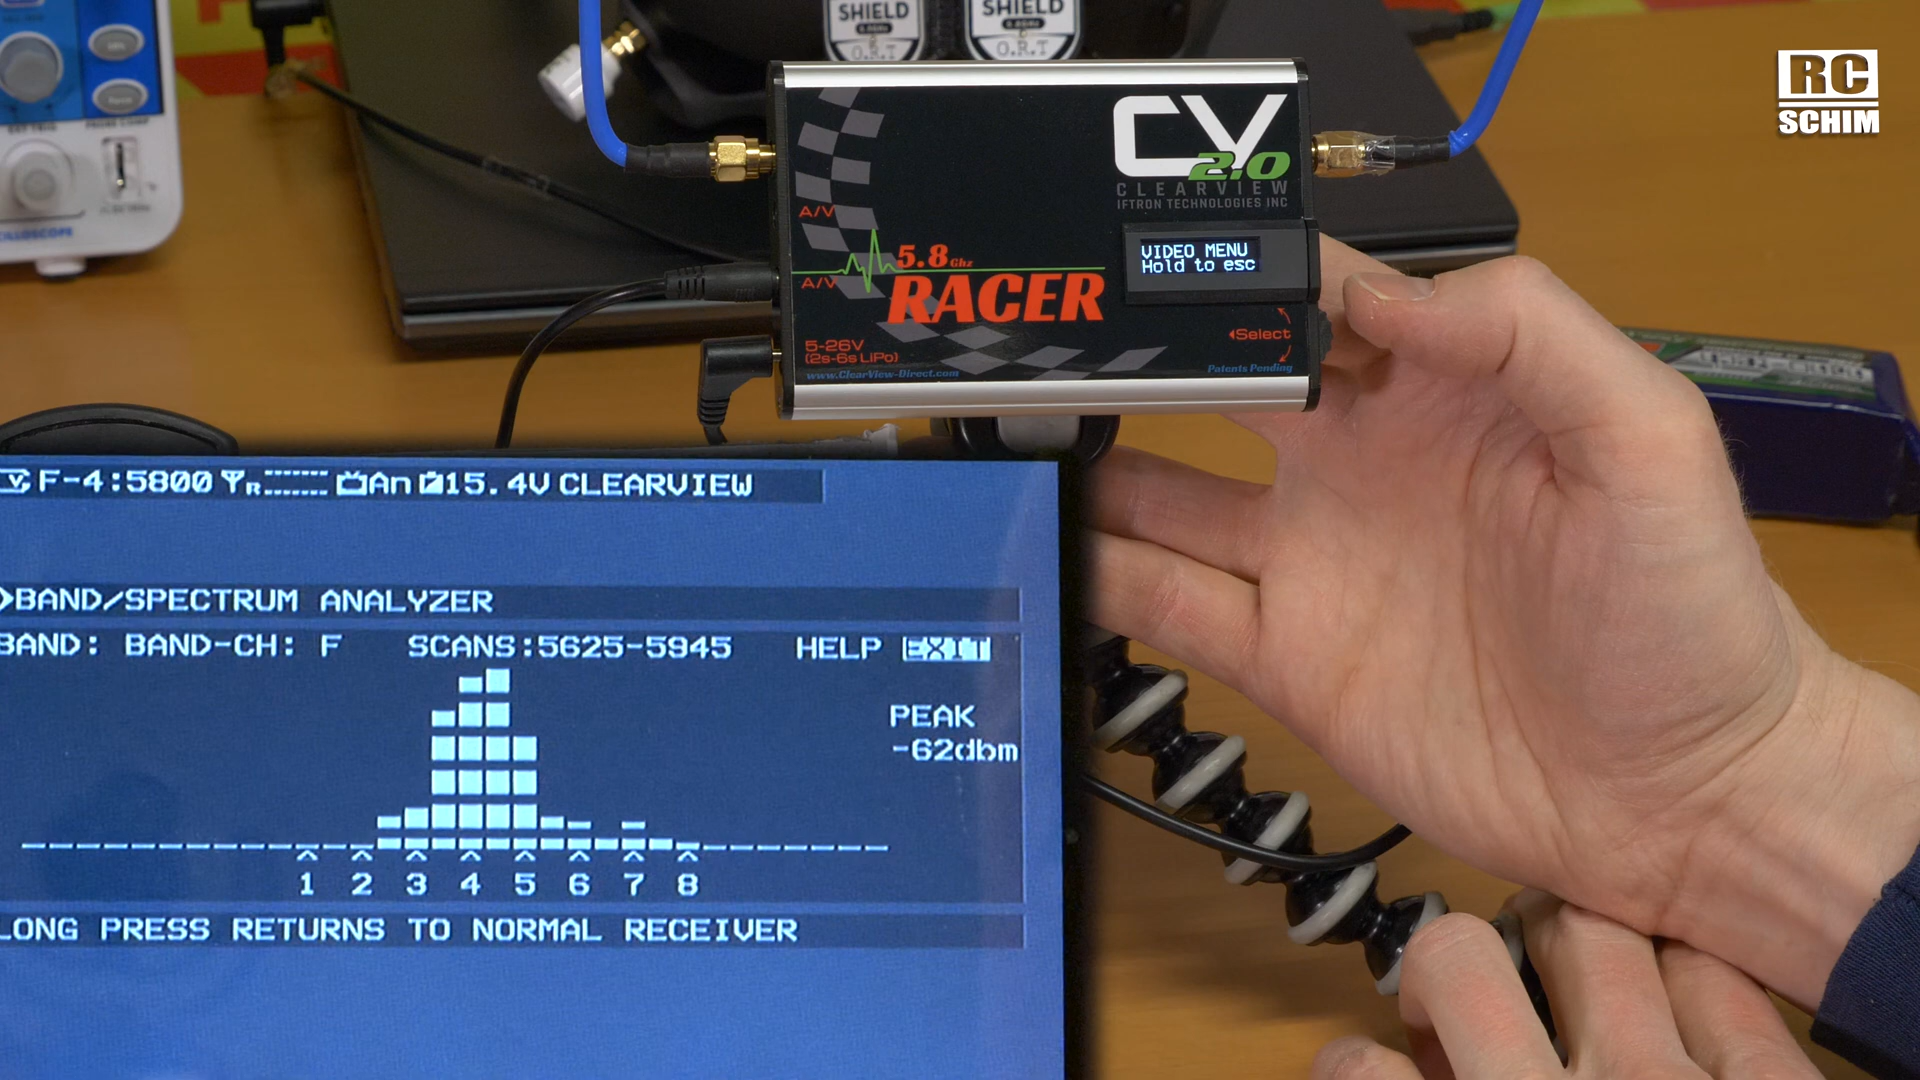 SHIELD
O.R.T
SHIELD
O.R.T
RC
SCHIM
CV
2.0
CLEARVIEW
IFTRON TECHNOLOGIES INC
A/V
A/V
5.8Ghz
RACER
VIDEO MENU
Hold to esc
Select
5-26V
(2s-6s LiPo)
www.ClearView-Direct.com
Patents Pending
F-4:5800 R An 15.4V CLEARVIEW
BAND/SPECTRUM ANALYZER
BAND: BAND-CH: F SCANS:5625-5945 HELP EXIT
PEAK
-62dbm
1 2 3 4 5 6 7 8
LONG PRESS RETURNS TO NORMAL RECEIVER